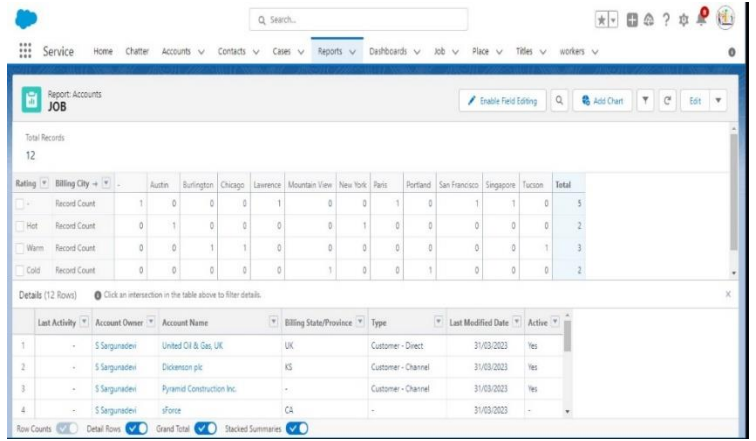 Search...
Service Home Chatter Accounts Contacts Cases Reports Dashboards Job Place Titles workers
Report: Accounts
JOB
Enable Field Editing Add Chart Edit
Total Records
12
Rating Billing City → - Austin Burlington Chicago Lawrence Mountain View New York Paris Portland San Francisco Singapore Tucson Total
- Record Count 1 0 0 0 1 0 0 1 0 1 1 0 5
Hot Record Count 0 1 0 0 0 0 1 0 0 0 0 0 2
Warm Record Count 0 0 1 1 0 0 0 0 0 0 0 1 3
Cold Record Count 0 0 0 0 0 1 0 0 1 0 0 0 2
Details (12 Rows) Click an intersection in the table above to filter details.
Last Activity Account Owner Account Name Billing State/Province Type Last Modified Date Active
1 - S Sargunadevi United Oil & Gas, UK UK Customer - Direct 31/03/2023 Yes
2 - S Sargunadevi Dickenson plc KS Customer - Channel 31/03/2023 Yes
3 - S Sargunadevi Pyramid Construction Inc. - Customer - Channel 31/03/2023 Yes
4 - S Sargunadevi sForce CA - 31/03/2023 -
Row Counts Detail Rows Grand Total Stacked Summaries